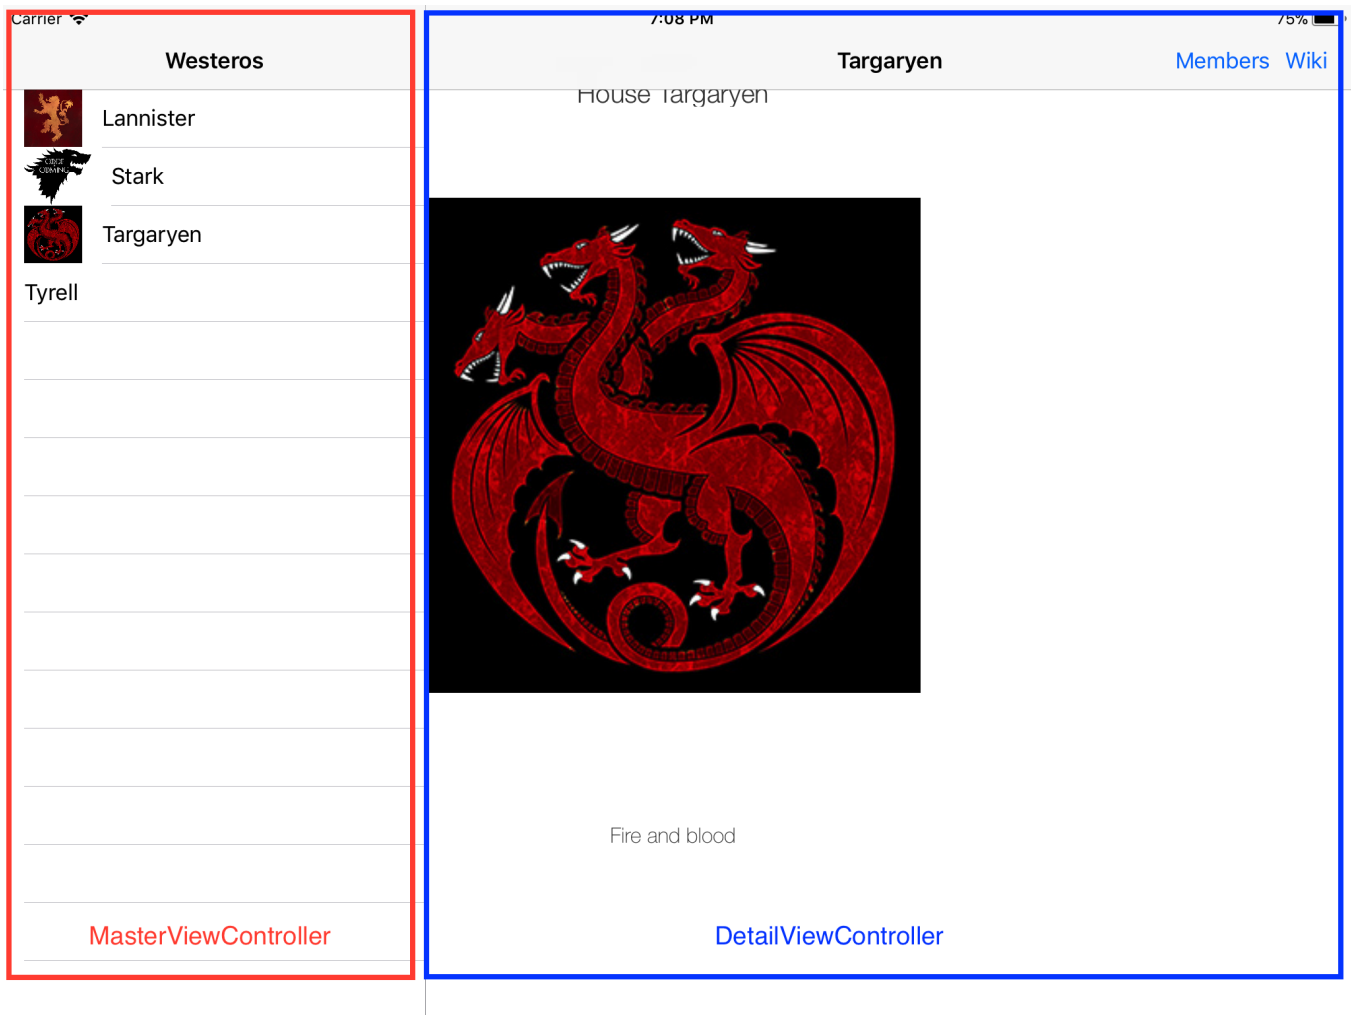 Carrier
7:08 PM
75%
Westeros
Targaryen
Members Wiki
House Targaryen
Lannister
COMING
Stark
Targaryen
Tyrell
Fire and blood
MasterViewController
DetailViewController